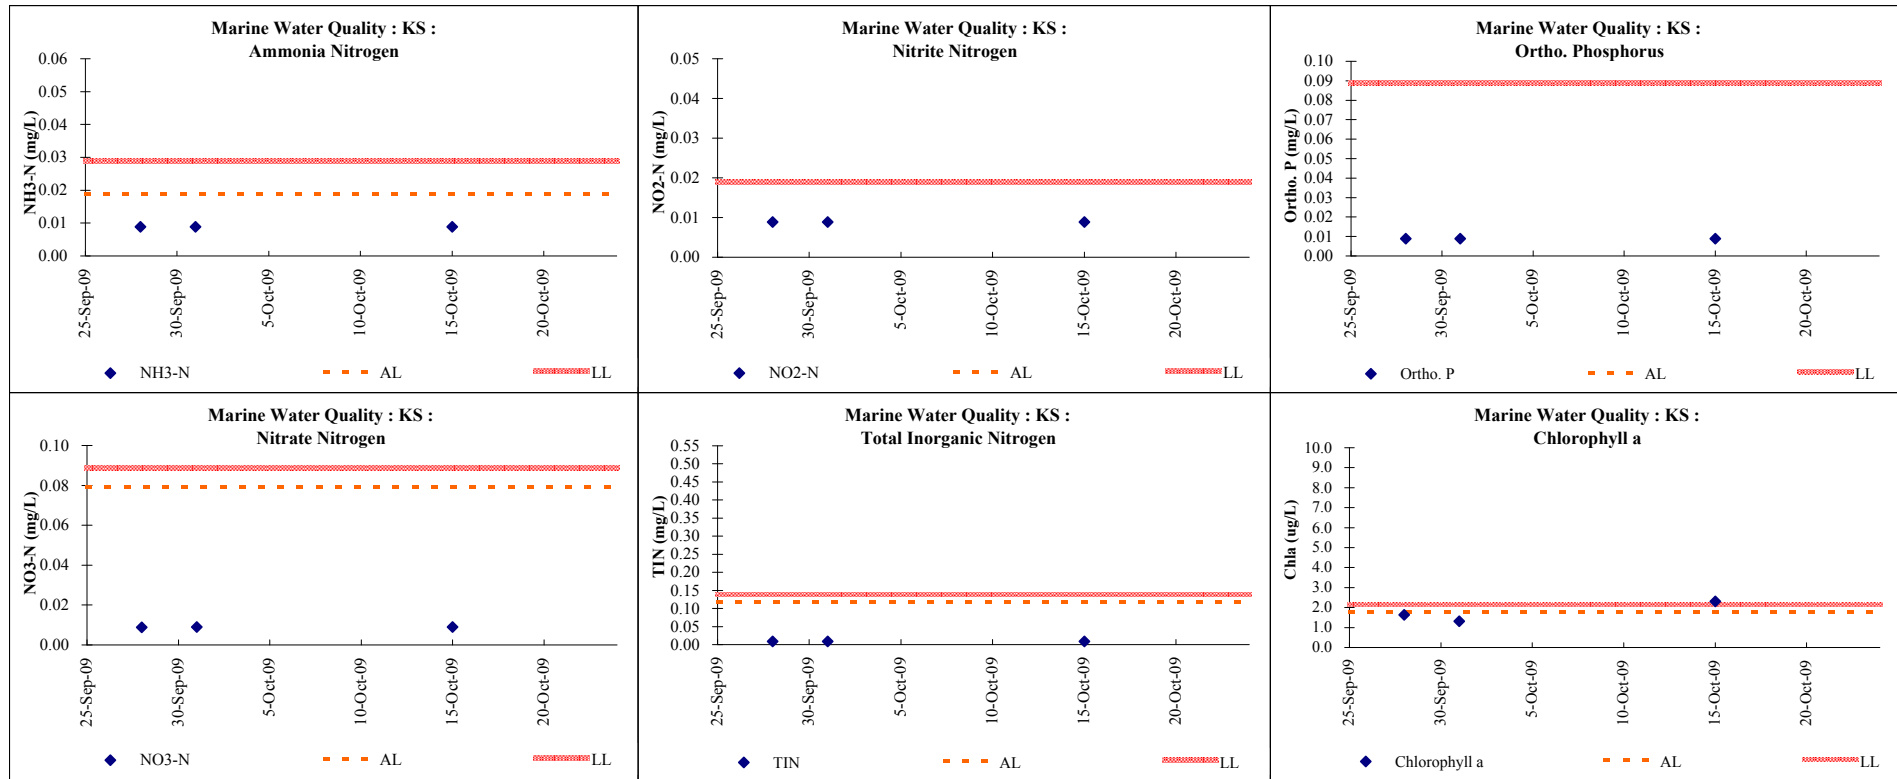 Marine Water Quality : KS :
Ammonia Nitrogen
NH3-N (mg/L)
0.06
0.05
0.04
0.03
0.02
0.01
0.00
25-Sep-09
30-Sep-09
5-Oct-09
10-Oct-09
15-Oct-09
20-Oct-09
NH3-N
AL
LL
Marine Water Quality : KS :
Nitrite Nitrogen
NO2-N (mg/L)
0.05
0.04
0.03
0.02
0.01
0.00
25-Sep-09
30-Sep-09
5-Oct-09
10-Oct-09
15-Oct-09
20-Oct-09
NO2-N
AL
LL
Marine Water Quality : KS :
Ortho. Phosphorus
Ortho. P (mg/L)
0.10
0.09
0.08
0.07
0.06
0.05
0.04
0.03
0.02
0.01
0.00
25-Sep-09
30-Sep-09
5-Oct-09
10-Oct-09
15-Oct-09
20-Oct-09
Ortho. P
AL
LL
Marine Water Quality : KS :
Nitrate Nitrogen
NO3-N (mg/L)
0.10
0.08
0.06
0.04
0.02
0.00
25-Sep-09
30-Sep-09
5-Oct-09
10-Oct-09
15-Oct-09
20-Oct-09
NO3-N
AL
LL
Marine Water Quality : KS :
Total Inorganic Nitrogen
TIN (mg/L)
0.55
0.50
0.45
0.40
0.35
0.30
0.25
0.20
0.15
0.10
0.05
0.00
25-Sep-09
30-Sep-09
5-Oct-09
10-Oct-09
15-Oct-09
20-Oct-09
TIN
AL
LL
Marine Water Quality : KS :
Chlorophyll a
Chla (ug/L)
10.0
9.0
8.0
7.0
6.0
5.0
4.0
3.0
2.0
1.0
0.0
25-Sep-09
30-Sep-09
5-Oct-09
10-Oct-09
15-Oct-09
20-Oct-09
Chlorophyll a
AL
LL